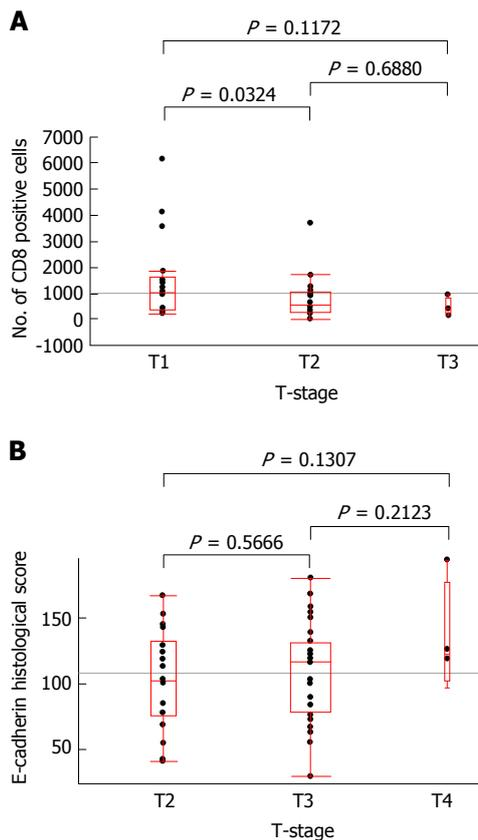 A
P = 0.1172
P = 0.6880
P = 0.0324
No. of CD8 positive cells
7000
6000
5000
4000
3000
2000
1000
0
-1000
T1 T2 T3
T-stage
B
P = 0.1307
P = 0.2123
P = 0.5666
E-cadherin histological score
150
100
50
T2 T3 T4
T-stage